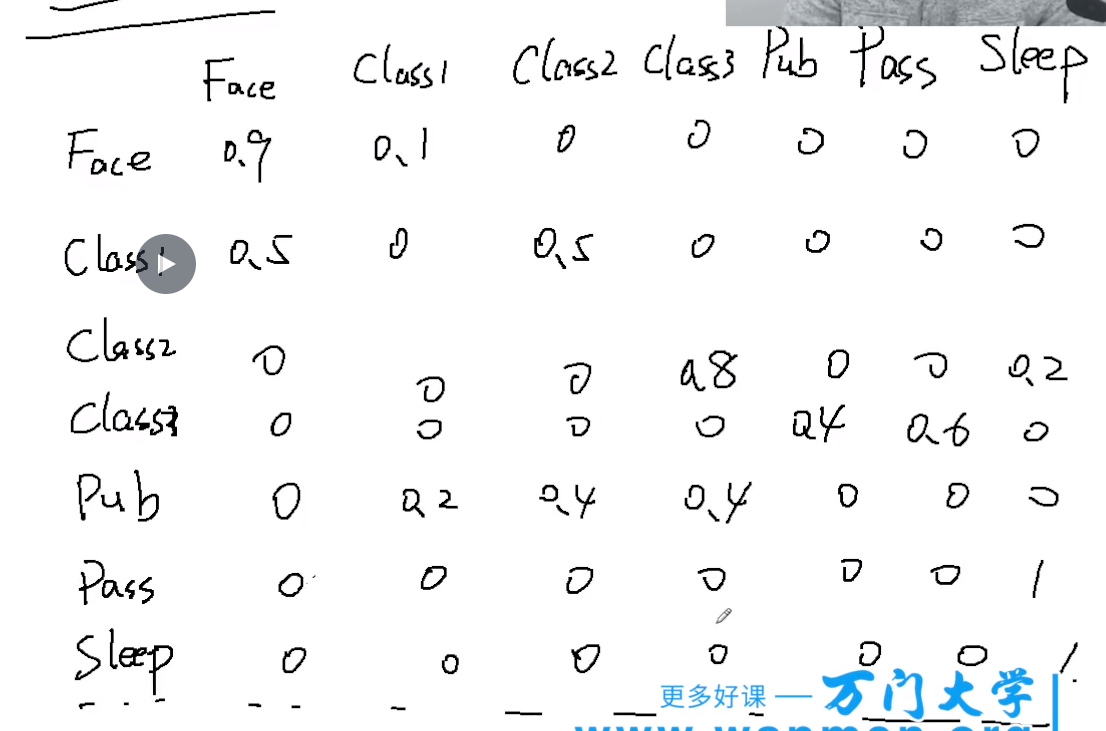 Face Class1 Class2 Class3 Pub Pass Sleep
Face 0.9 0.1 0 0 0 0 0
Class1 0.5 0 0.5 0 0 0 0
Class2 0 0 0 0.8 0 0 0.2
Class3 0 0 0 0 0.4 0.6 0
Pub 0 0.2 0.4 0.4 0 0 0
Pass 0 0 0 0 0 0 1
Sleep 0 0 0 0 0 0 1
更多好课 — 万门大学
www.wanmen.org